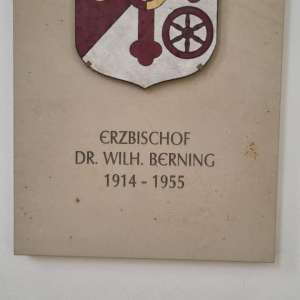 ERZBISCHOF
DR. WILH. BERNING
1914 - 1955